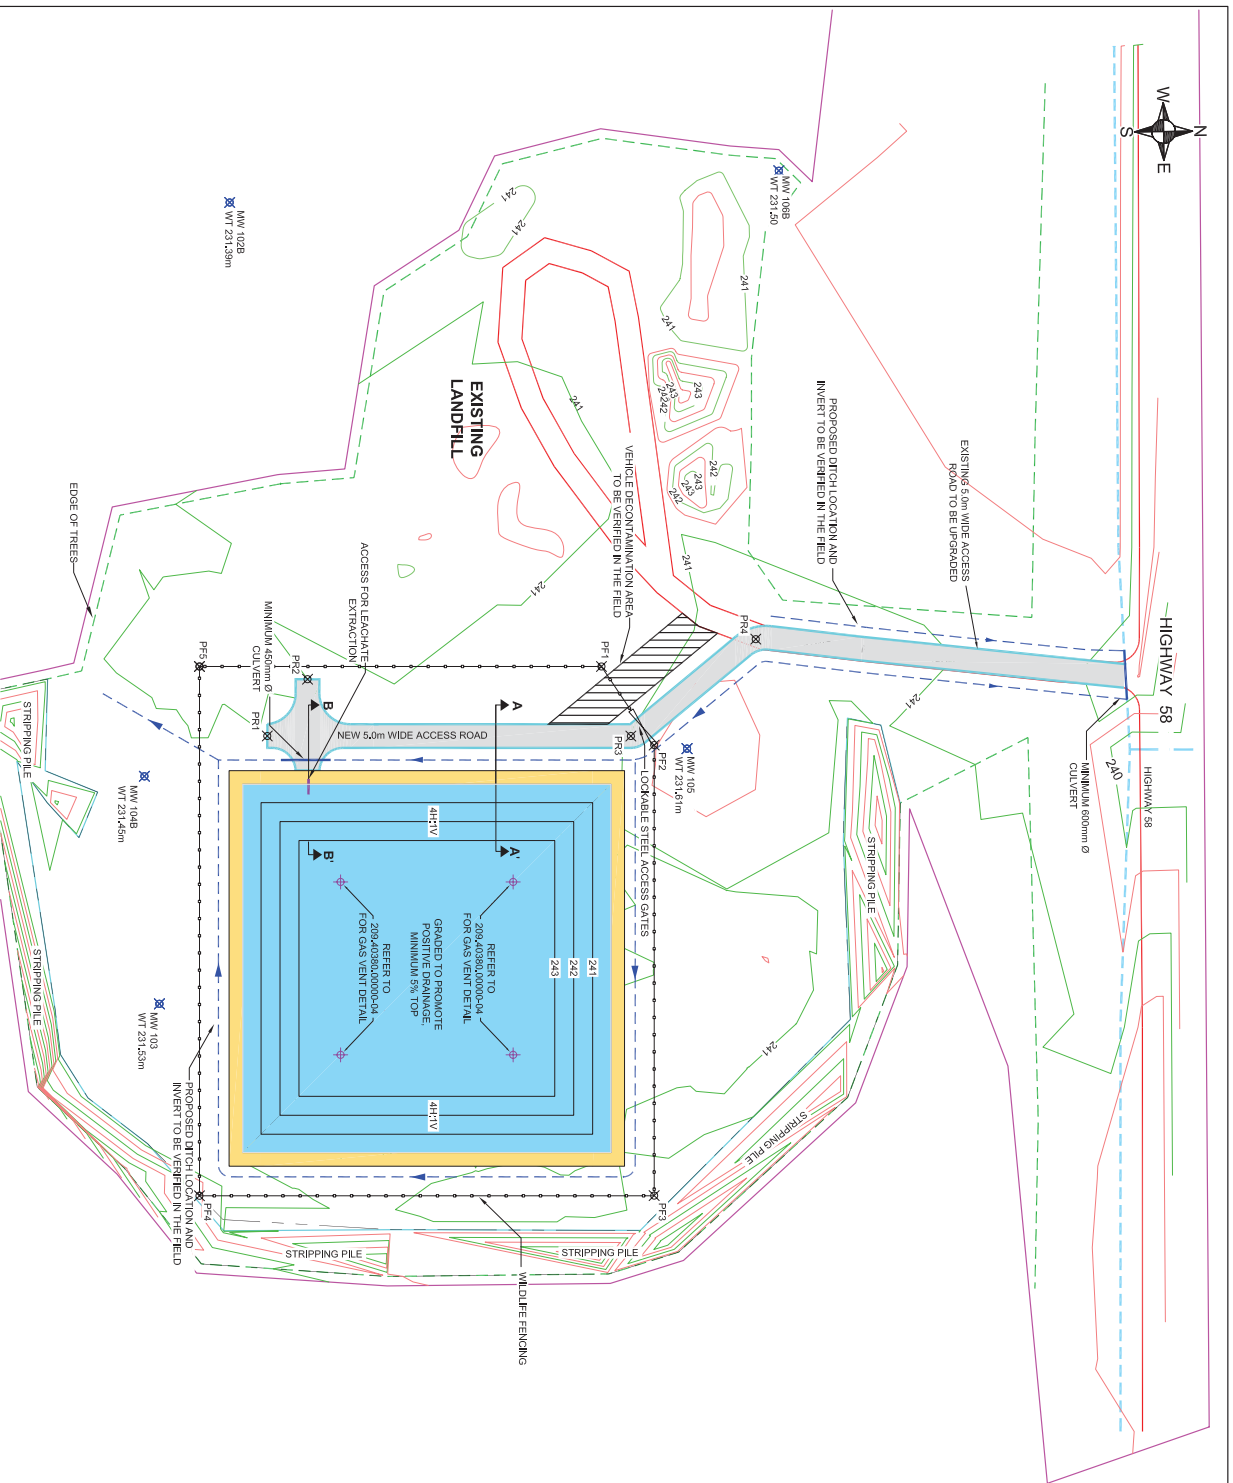 N
W
E
S
HIGHWAY 58
HIGHWAY 58
240
MINIMUM 600mm Ø
CULVERT
EXISTING 5.0m WIDE ACCESS
ROAD TO BE UPGRADED
PROPOSED DITCH LOCATION AND
INVERT TO BE VERIFIED IN THE FIELD
MW 106B
WT 231.50
241
241
241
241
243
243
242
242
243
243
242
241
241
241
241
241
241
MW 102B
WT 231.39m
EXISTING
LANDFILL
VEHICLE DECONTAMINATION AREA
TO BE VERIFIED IN THE FIELD
ACCESS FOR LEACHATE
EXTRACTION
MINIMUM 450mm Ø
CULVERT
EDGE OF TREES
PR4
PF1
PF2
PR3
PR2
PR1
PF5
PF3
PF4
MW 105
WT 231.61m
LOCKABLE STEEL ACCESS GATES
NEW 5.0m WIDE ACCESS ROAD
A
A'
B
B'
4H:1V
4H:1V
241
242
243
REFER TO
209.40380.00000-04
FOR GAS VENT DETAIL
GRADED TO PROMOTE
POSITIVE DRAINAGE,
MINIMUM 5% TOP
REFER TO
209.40380.00000-04
FOR GAS VENT DETAIL
MW 104B
WT 231.45m
MW 103
WT 231.53m
PROPOSED DITCH LOCATION AND
INVERT TO BE VERIFIED IN THE FIELD
WILDLIFE FENCING
STRIPPING PILE
STRIPPING PILE
STRIPPING PILE
STRIPPING PILE
STRIPPING PILE
STRIPPING PILE